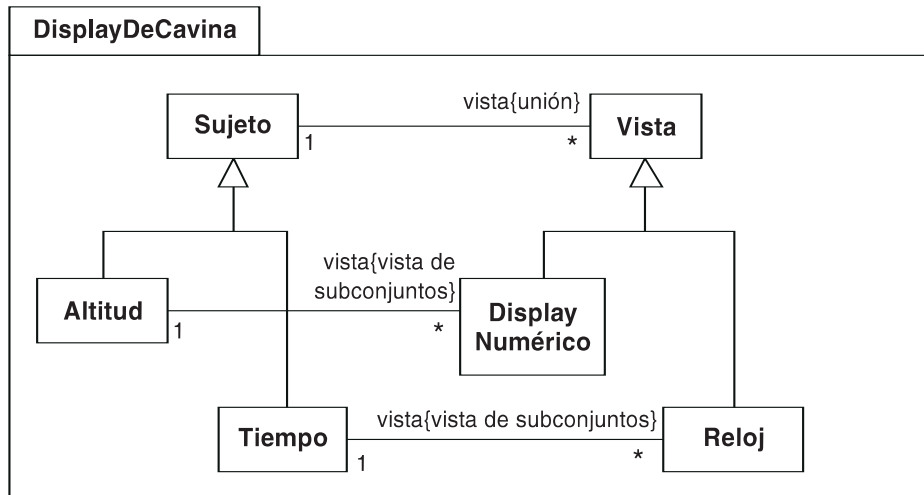 DisplayDeCavina
vista{unión}
Sujeto
Vista
1
*
vista{vista de
subconjuntos}
Altitud
Display
Numérico
1
*
vista{vista de subconjuntos}
Tiempo
Reloj
1
*